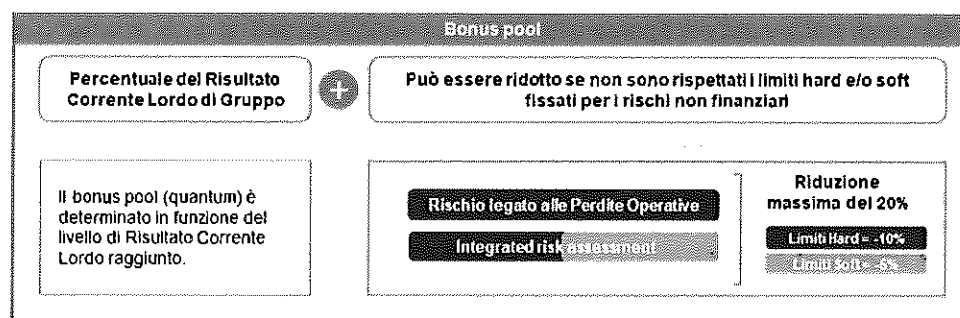 Bonus pool
Percentuale del Risultato
Corrente Lordo di Gruppo
+
Può essere ridotto se non sono rispettati i limiti hard e/o soft
fissati per i rischi non finanziari
Il bonus pool (quantum) è
determinato in funzione del
livello di Risultato Corrente
Lordo raggiunto.
Rischio legato alle Perdite Operative
Integrated risk assessment
Riduzione
massima del 20%
Limiti Hard = -10%
Limiti Soft = -5%